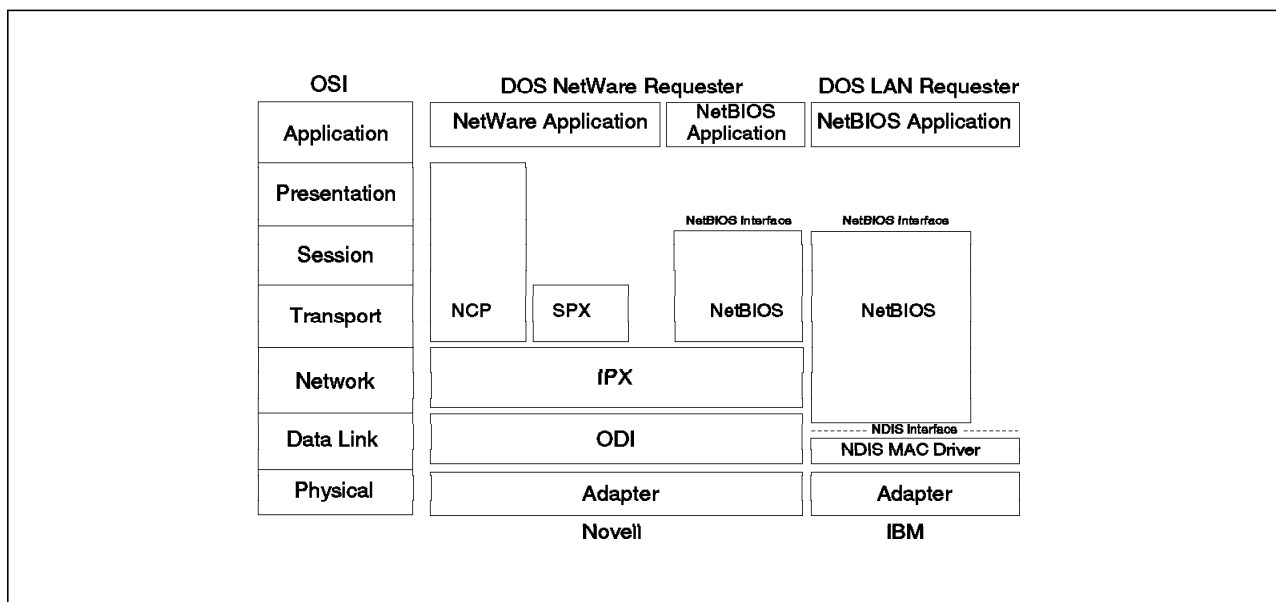 OSI
DOS NetWare Requester
DOS LAN Requester
Application
NetWare Application
NetBIOS
Application
NetBIOS Application
Presentation
NetBIOS Interface
NetBIOS Interface
Session
Transport
NCP
SPX
NetBIOS
NetBIOS
Network
IPX
Data Link
ODI
NDIS Interface
NDIS MAC Driver
Physical
Adapter
Adapter
Novell
IBM